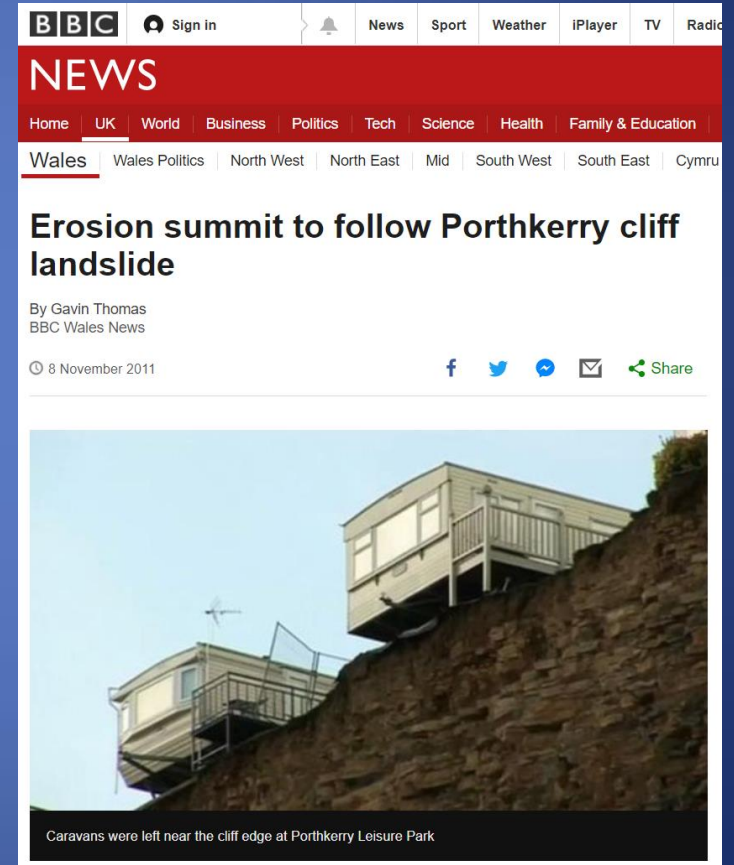 BBC Sign in News Sport Weather iPlayer TV Radio
NEWS
Home UK World Business Politics Tech Science Health Family & Education
Wales Wales Politics North West North East Mid South West South East Cymru
Erosion summit to follow Porthkerry cliff
landslide
By Gavin Thomas
BBC Wales News
8 November 2011 Share
Caravans were left near the cliff edge at Porthkerry Leisure Park